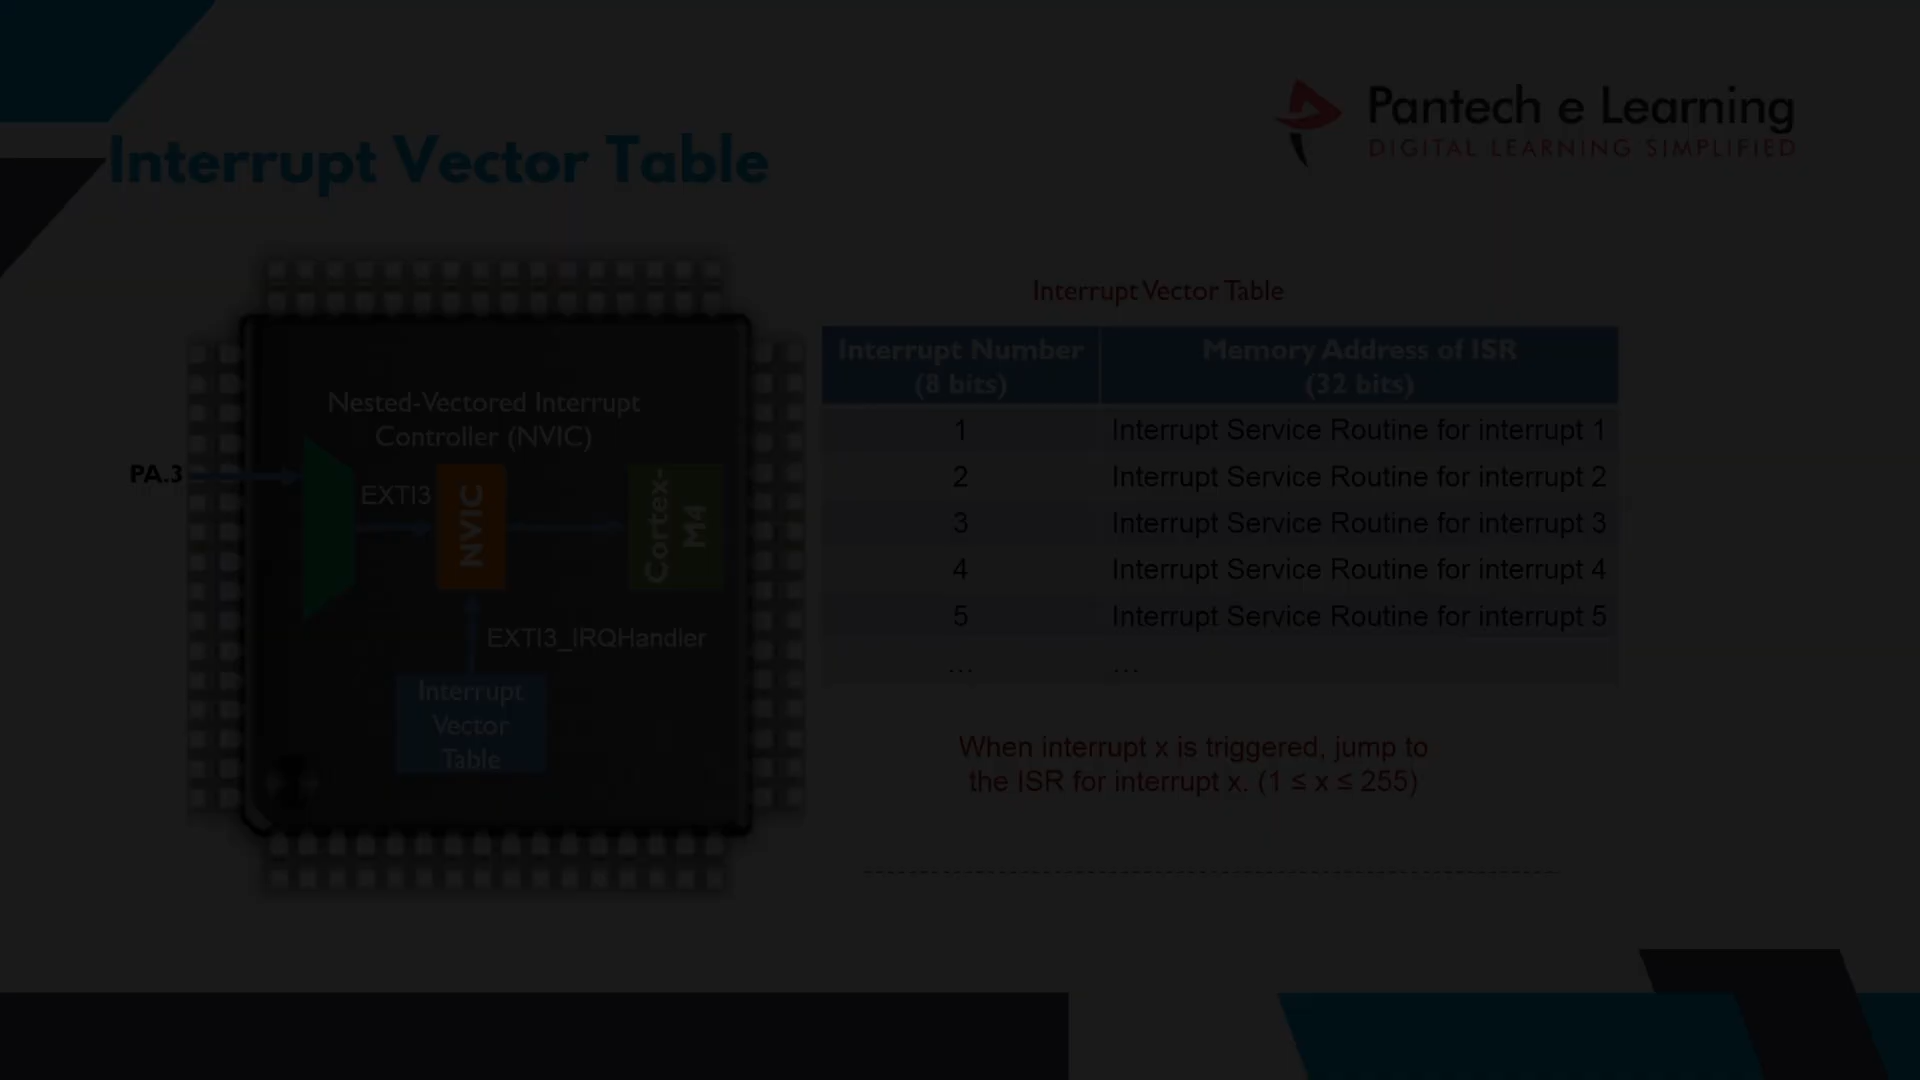 Pantech e Learning
DIGITAL LEARNING SIMPLIFIED
Interrupt Vector Table
Nested-Vectored Interrupt
Controller (NVIC)
PA.3
EXTI3
NVIC
Cortex-
M4
EXTI3_IRQHandler
Interrupt
Vector
Table
Interrupt Vector Table
Interrupt Number
(8 bits)
Memory Address of ISR
(32 bits)
1 Interrupt Service Routine for interrupt 1
2 Interrupt Service Routine for interrupt 2
3 Interrupt Service Routine for interrupt 3
4 Interrupt Service Routine for interrupt 4
5 Interrupt Service Routine for interrupt 5
... ...
When interrupt x is triggered, jump to
the ISR for interrupt x. (1 ≤ x ≤ 255)